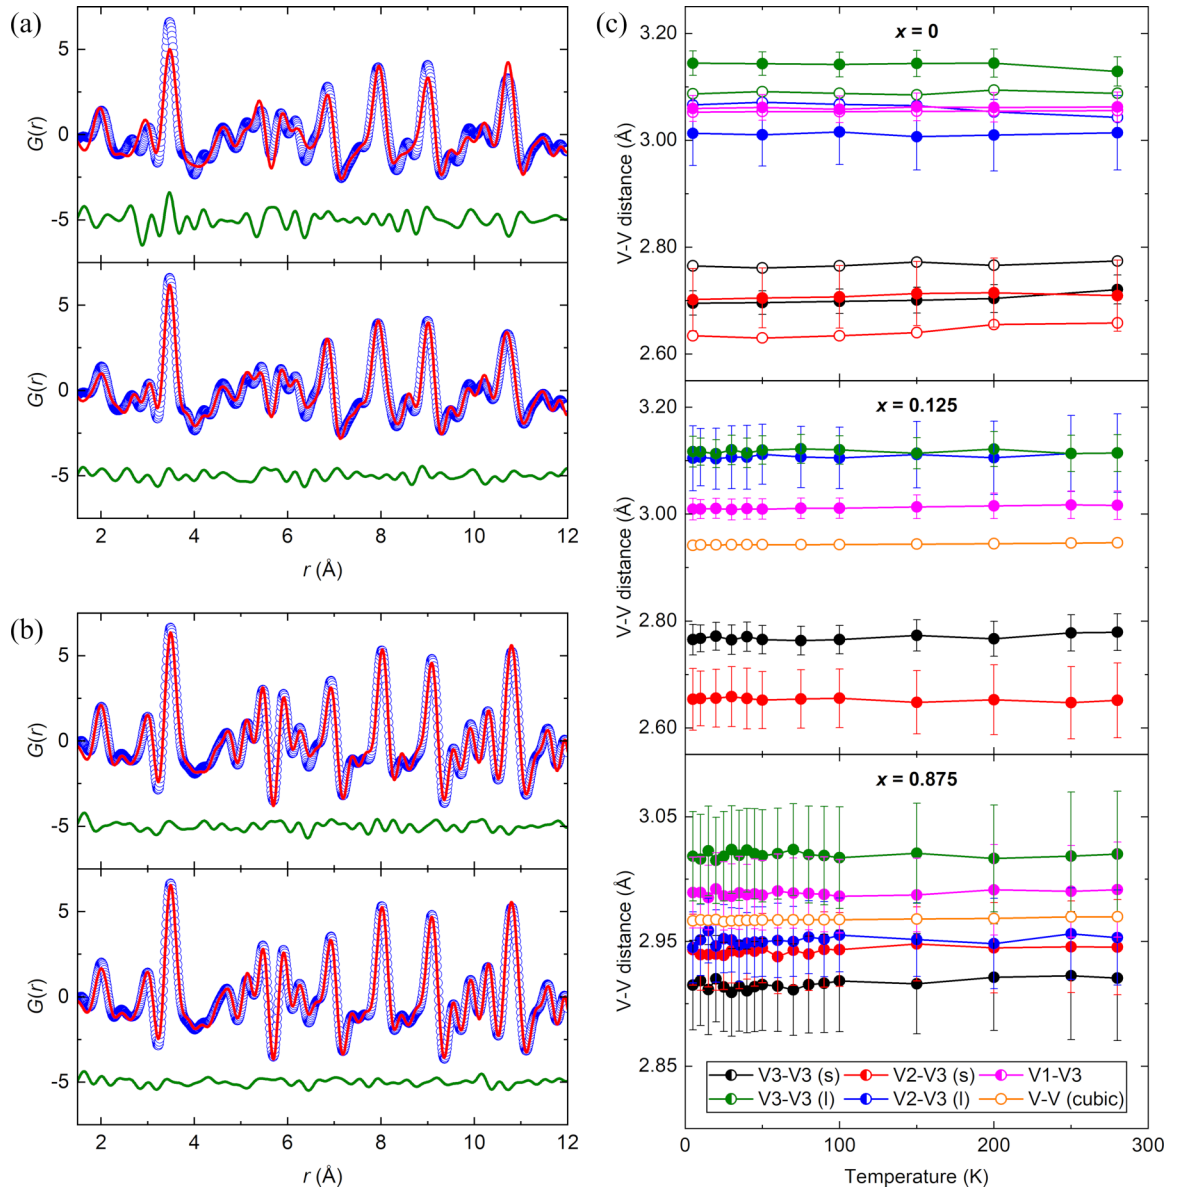 (a)
5
0
-5
G(r)
5
0
-5
G(r)
2 4 6 8 10 12
r (Å)
(b)
5
0
-5
G(r)
5
0
-5
G(r)
2 4 6 8 10 12
r (Å)
(c)
x = 0
3.20
3.00
2.80
2.60
V-V distance (Å)
x = 0.125
3.20
3.00
2.80
2.60
V-V distance (Å)
x = 0.875
3.05
2.95
2.85
V-V distance (Å)
V3-V3 (s) V2-V3 (s) V1-V3
V3-V3 (l) V2-V3 (l) V-V (cubic)
0 100 200 300
Temperature (K)